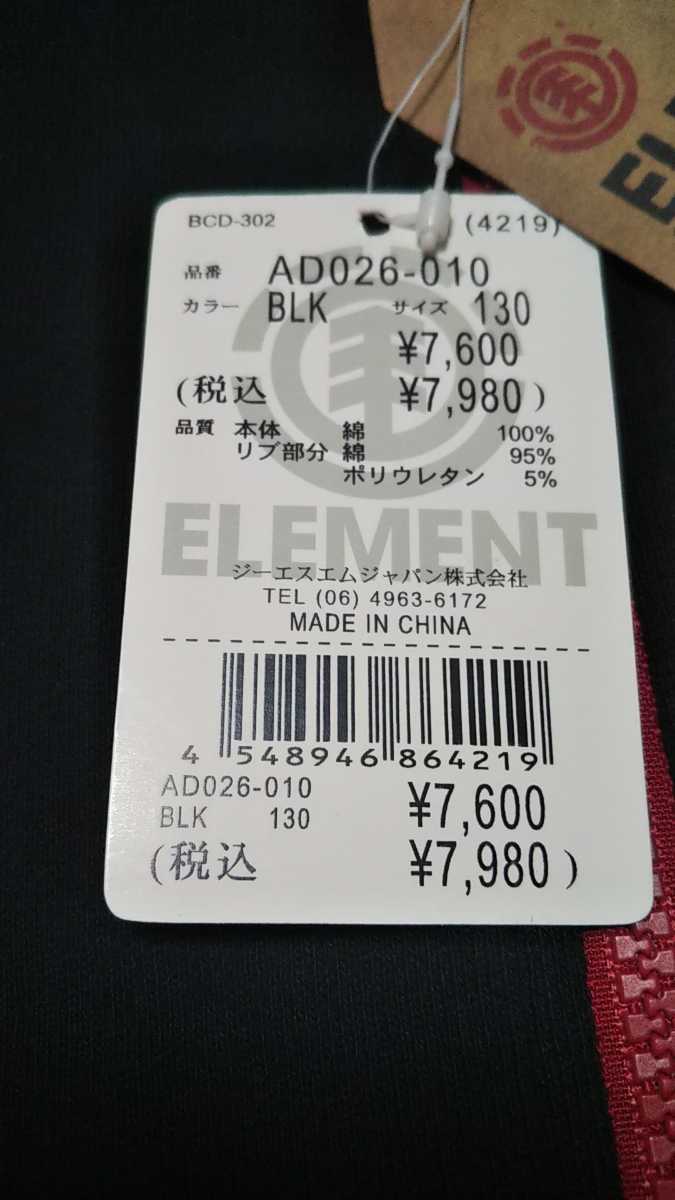 BCD-302 (4219)
品番 AD026-010
カラー BLK サイズ 130
¥7,600
(税込 ¥7,980)
品質 本体 綿 100%
リブ部分 綿 95%
ポリウレタン 5%
ELEMENT
ジーエスエムジャパン株式会社
TEL (06) 4963-6172
MADE IN CHINA
4 548946 864219
AD026-010 ¥7,600
BLK 130
(税込 ¥7,980)